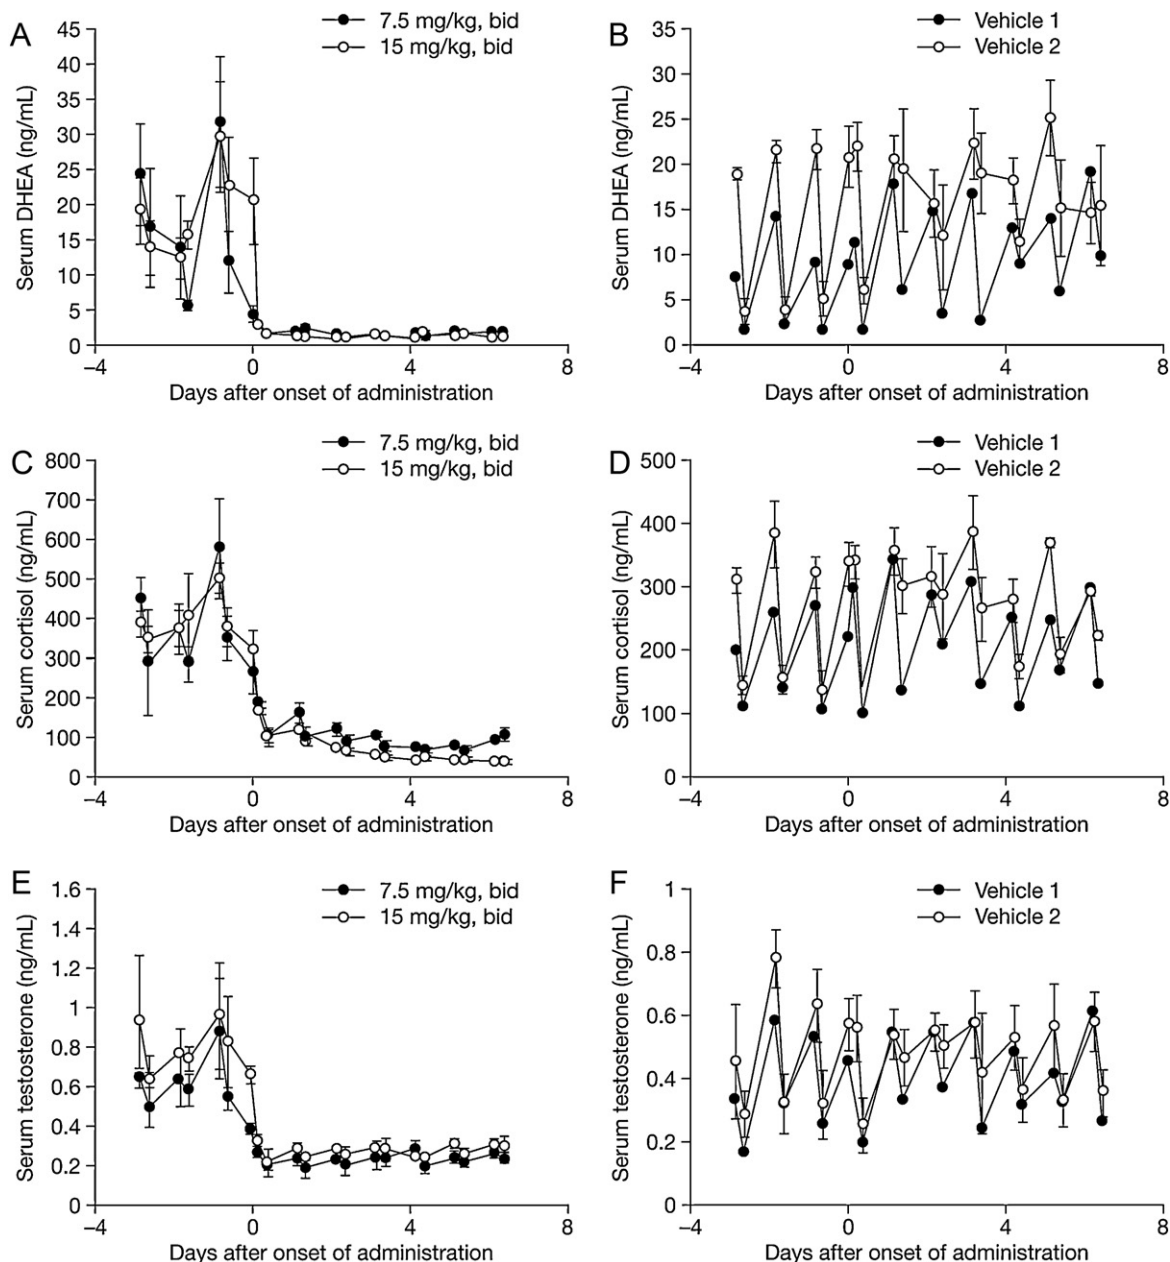 A
7.5 mg/kg, bid
15 mg/kg, bid
Serum DHEA (ng/mL)
45
40
35
30
25
20
15
10
5
0
−4 0 4 8
Days after onset of administration
B
Vehicle 1
Vehicle 2
Serum DHEA (ng/mL)
35
30
25
20
15
10
5
0
−4 0 4 8
Days after onset of administration
C
7.5 mg/kg, bid
15 mg/kg, bid
Serum cortisol (ng/mL)
800
700
600
500
400
300
200
100
0
−4 0 4 8
Days after onset of administration
D
Vehicle 1
Vehicle 2
Serum cortisol (ng/mL)
500
400
300
200
100
0
−4 0 4 8
Days after onset of administration
E
7.5 mg/kg, bid
15 mg/kg, bid
Serum testosterone (ng/mL)
1.6
1.4
1.2
1
0.8
0.6
0.4
0.2
0
−4 0 4 8
Days after onset of administration
F
Vehicle 1
Vehicle 2
Serum testosterone (ng/mL)
1
0.8
0.6
0.4
0.2
0
−4 0 4 8
Days after onset of administration